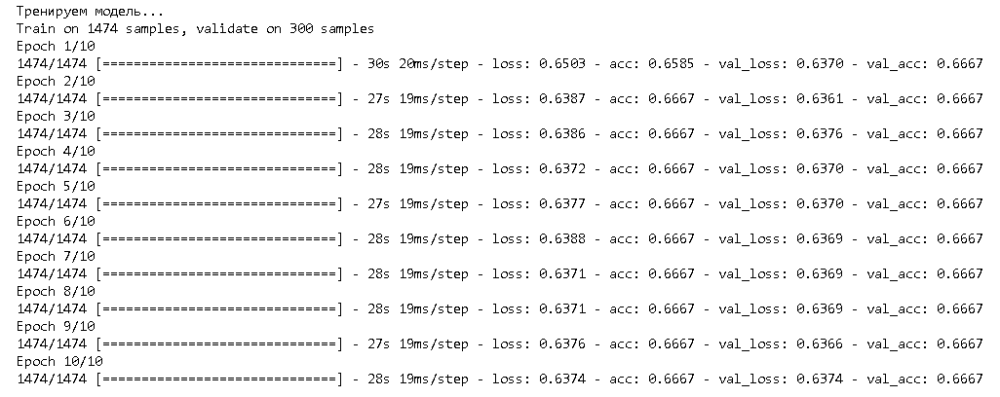 Тренируем модель...
Train on 1474 samples, validate on 300 samples
Epoch 1/10
1474/1474 [==============================] - 30s 20ms/step - loss: 0.6503 - acc: 0.6585 - val_loss: 0.6370 - val_acc: 0.6667
Epoch 2/10
1474/1474 [==============================] - 27s 19ms/step - loss: 0.6387 - acc: 0.6667 - val_loss: 0.6361 - val_acc: 0.6667
Epoch 3/10
1474/1474 [==============================] - 28s 19ms/step - loss: 0.6386 - acc: 0.6667 - val_loss: 0.6376 - val_acc: 0.6667
Epoch 4/10
1474/1474 [==============================] - 28s 19ms/step - loss: 0.6372 - acc: 0.6667 - val_loss: 0.6370 - val_acc: 0.6667
Epoch 5/10
1474/1474 [==============================] - 27s 19ms/step - loss: 0.6377 - acc: 0.6667 - val_loss: 0.6370 - val_acc: 0.6667
Epoch 6/10
1474/1474 [==============================] - 28s 19ms/step - loss: 0.6388 - acc: 0.6667 - val_loss: 0.6369 - val_acc: 0.6667
Epoch 7/10
1474/1474 [==============================] - 28s 19ms/step - loss: 0.6371 - acc: 0.6667 - val_loss: 0.6369 - val_acc: 0.6667
Epoch 8/10
1474/1474 [==============================] - 28s 19ms/step - loss: 0.6371 - acc: 0.6667 - val_loss: 0.6369 - val_acc: 0.6667
Epoch 9/10
1474/1474 [==============================] - 27s 19ms/step - loss: 0.6376 - acc: 0.6667 - val_loss: 0.6366 - val_acc: 0.6667
Epoch 10/10
1474/1474 [==============================] - 28s 19ms/step - loss: 0.6374 - acc: 0.6667 - val_loss: 0.6374 - val_acc: 0.6667